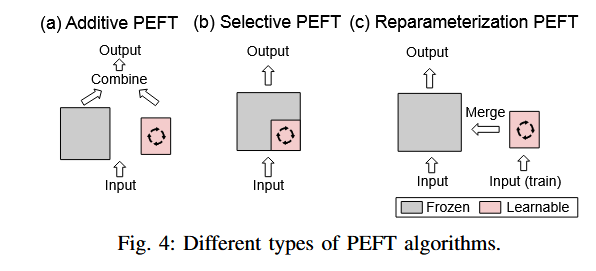 (a) Additive PEFT
Output
Combine
Input
(b) Selective PEFT
Output
Input
(c) Reparameterization PEFT
Output
Merge
Input
Input (train)
Frozen
Learnable
Fig. 4: Different types of PEFT algorithms.